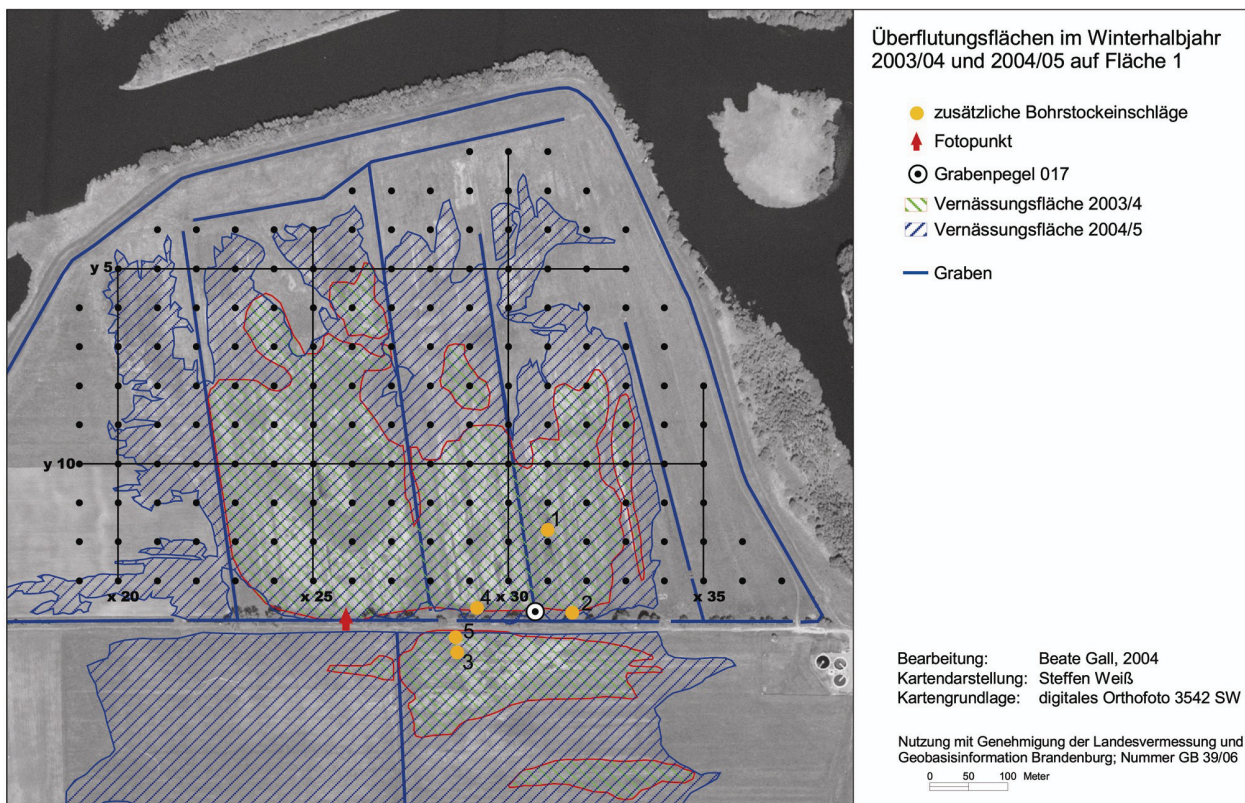 Überflutungsflächen im Winterhalbjahr
2003/04 und 2004/05 auf Fläche 1
zusätzliche Bohrstockeinschläge
Fotopunkt
Grabenpegel 017
Vernässungsfläche 2003/4
Vernässungsfläche 2004/5
Graben
y 5
y 10
1
x 20
x 25
4
x 30
2
x 35
5
3
Bearbeitung: Beate Gall, 2004
Kartendarstellung: Steffen Weiß
Kartengrundlage: digitales Orthofoto 3542 SW
Nutzung mit Genehmigung der Landesvermessung und
Geobasisinformation Brandenburg; Nummer GB 39/06
0 50 100 Meter